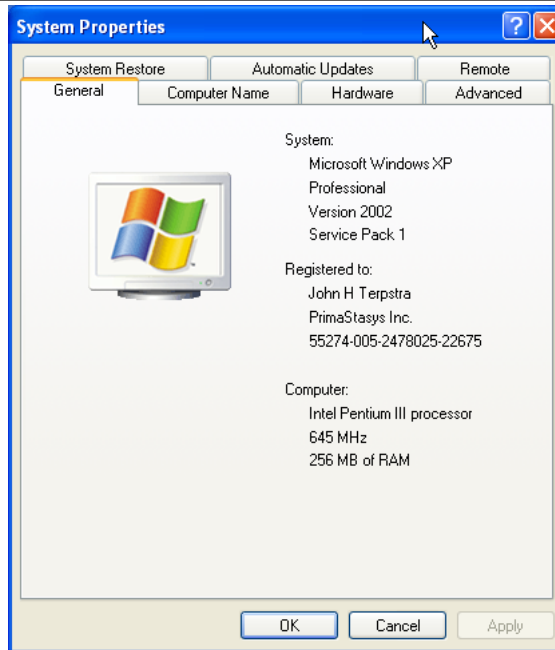 System Properties
System Restore Automatic Updates Remote
General Computer Name Hardware Advanced
System:
Microsoft Windows XP
Professional
Version 2002
Service Pack 1
Registered to:
John H Terpstra
PrimaStasys Inc.
55274-005-2478025-22675
Computer:
Intel Pentium III processor
645 MHz
256 MB of RAM
OK Cancel Apply